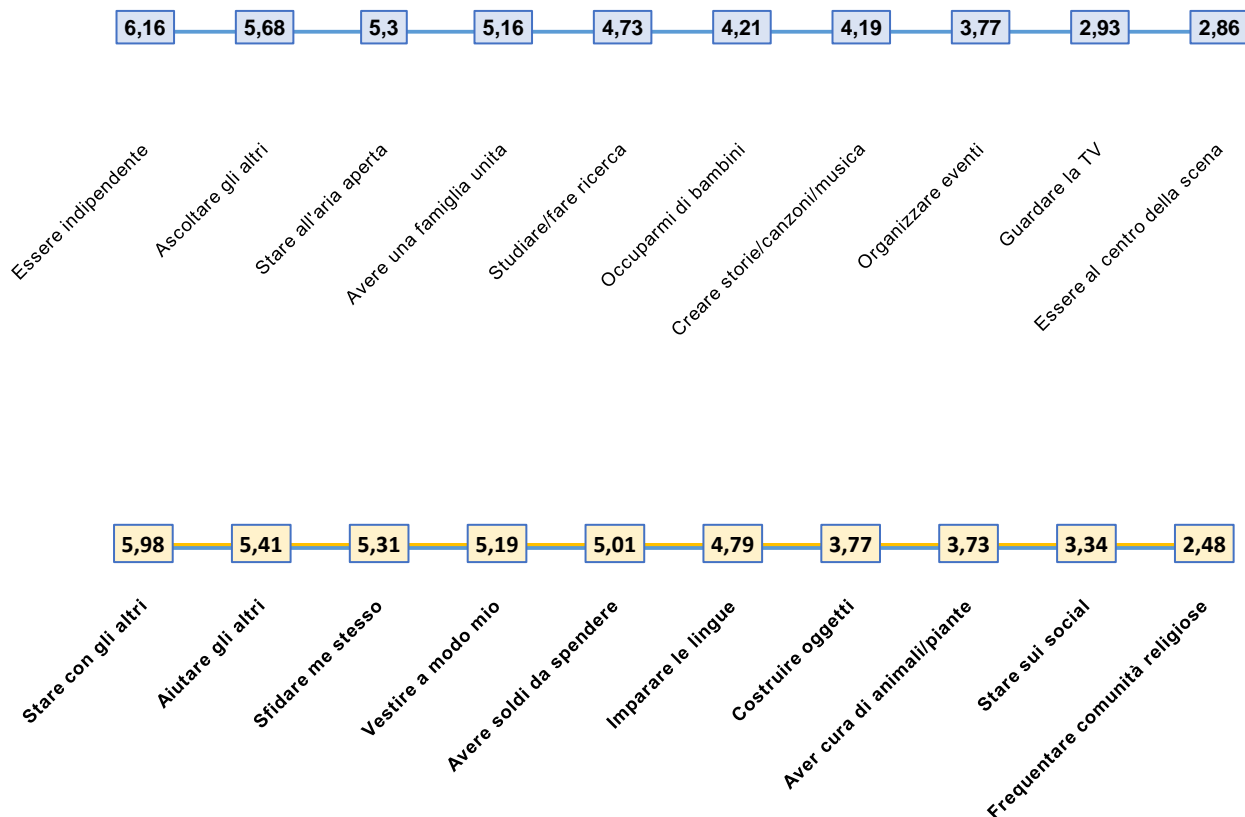 6,16
5,68
5,3
5,16
4,73
4,21
4,19
3,77
2,93
2,86
Essere indipendente
Ascoltare gli altri
Stare all'aria aperta
Avere una famiglia unita
Studiare/fare ricerca
Occuparmi di bambini
Creare storie/canzoni/musica
Organizzare eventi
Guardare la TV
Essere al centro della scena
5,98
5,41
5,31
5,19
5,01
4,79
3,77
3,73
3,34
2,48
Stare con gli altri
Aiutare gli altri
Sfidare me stesso
Vestire a modo mio
Avere soldi da spendere
Imparare le lingue
Costruire oggetti
Aver cura di animali/piante
Stare sui social
Frequentare comunità religiose